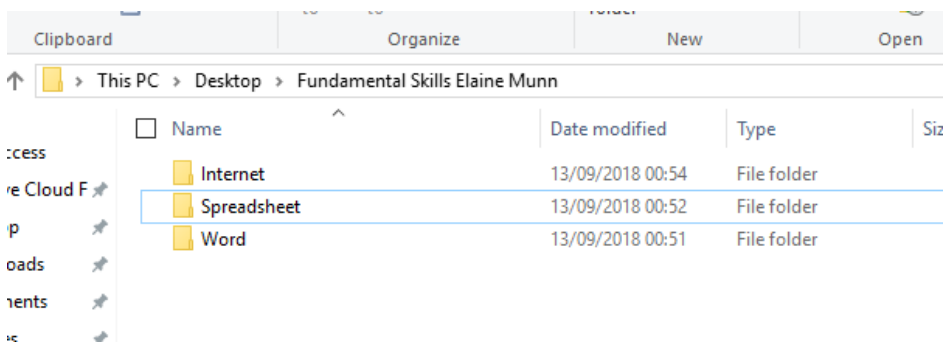 Clipboard Organize New Open
This PC > Desktop > Fundamental Skills Elaine Munn
Name Date modified Type
Internet 13/09/2018 00:54 File folder
Spreadsheet 13/09/2018 00:52 File folder
Word 13/09/2018 00:51 File folder